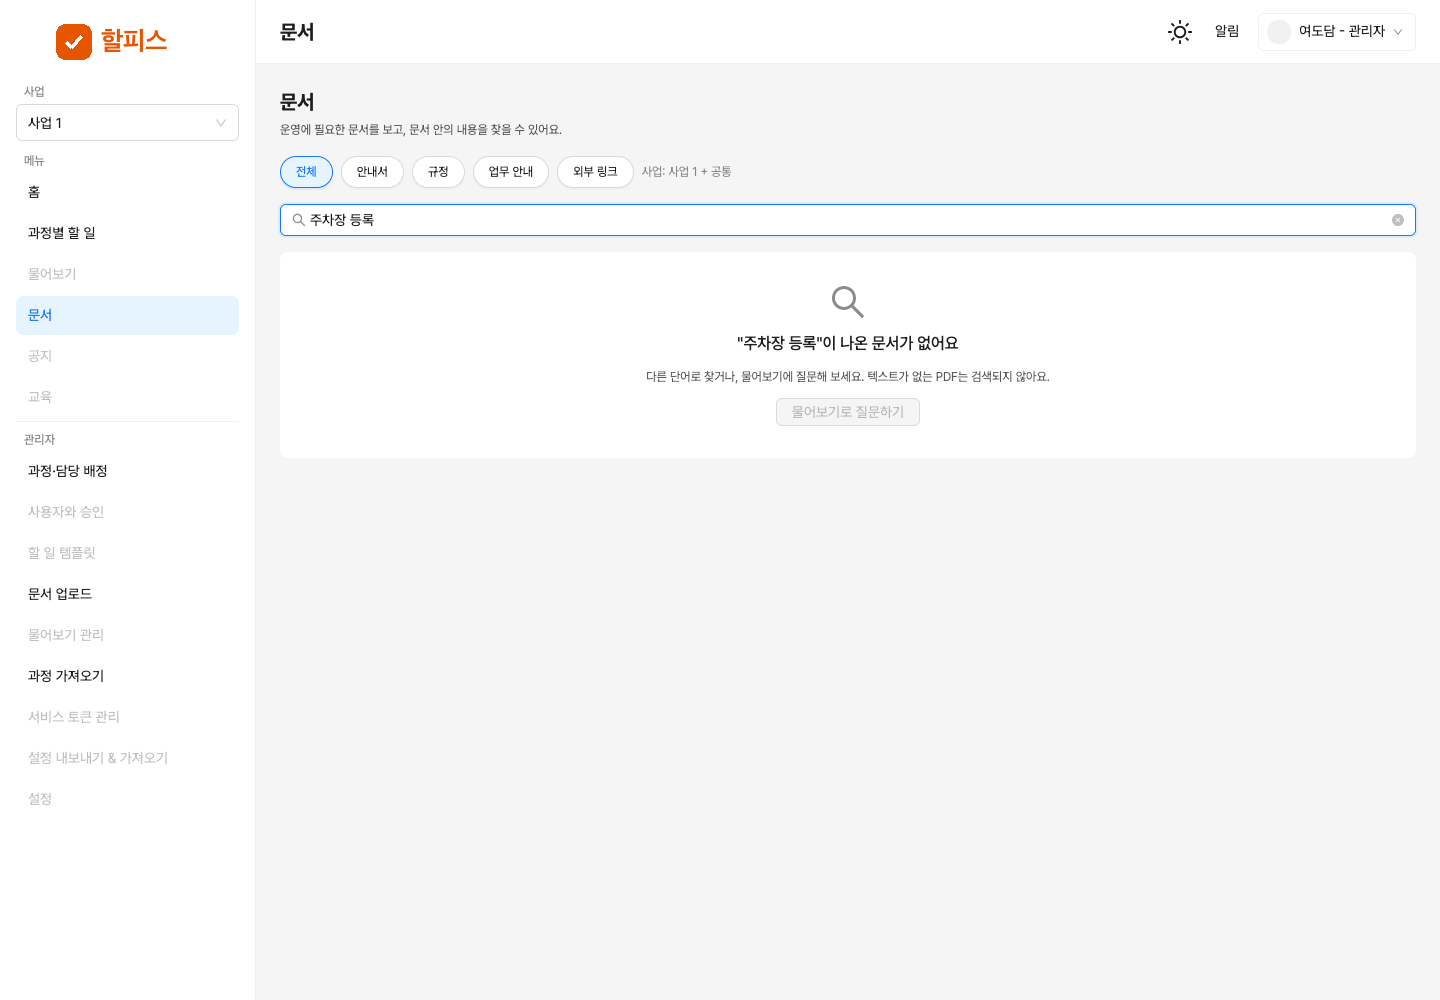 할피스
사업
사업 1
메뉴
홈
과정별 할 일
물어보기
문서
공지
교육
관리자
과정·담당 배정
사용자와 승인
할 일 템플릿
문서 업로드
물어보기 관리
과정 가져오기
서비스 토큰 관리
설정 내보내기 & 가져오기
설정
문서
알림
여도담 - 관리자
문서
운영에 필요한 문서를 보고, 문서 안의 내용을 찾을 수 있어요.
전체 안내서 규정 업무 안내 외부 링크 사업: 사업 1 + 공통
주차장 등록
"주차장 등록"이 나온 문서가 없어요
다른 단어로 찾거나, 물어보기에 질문해 보세요. 텍스트가 없는 PDF는 검색되지 않아요.
물어보기로 질문하기